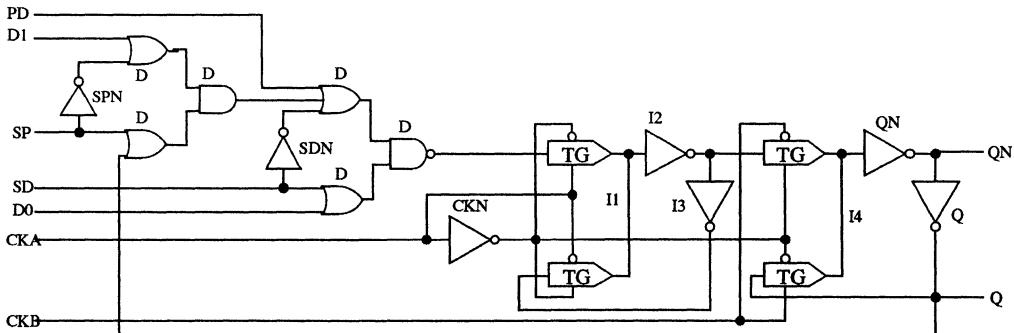 PD
D1
D
D
D
SPN
D
D
I2
QN
SP
SDN
TG
TG
QN
D
SD
I1
I3
I4
Q
D0
CKN
CKA
TG
TG
Q
CKB